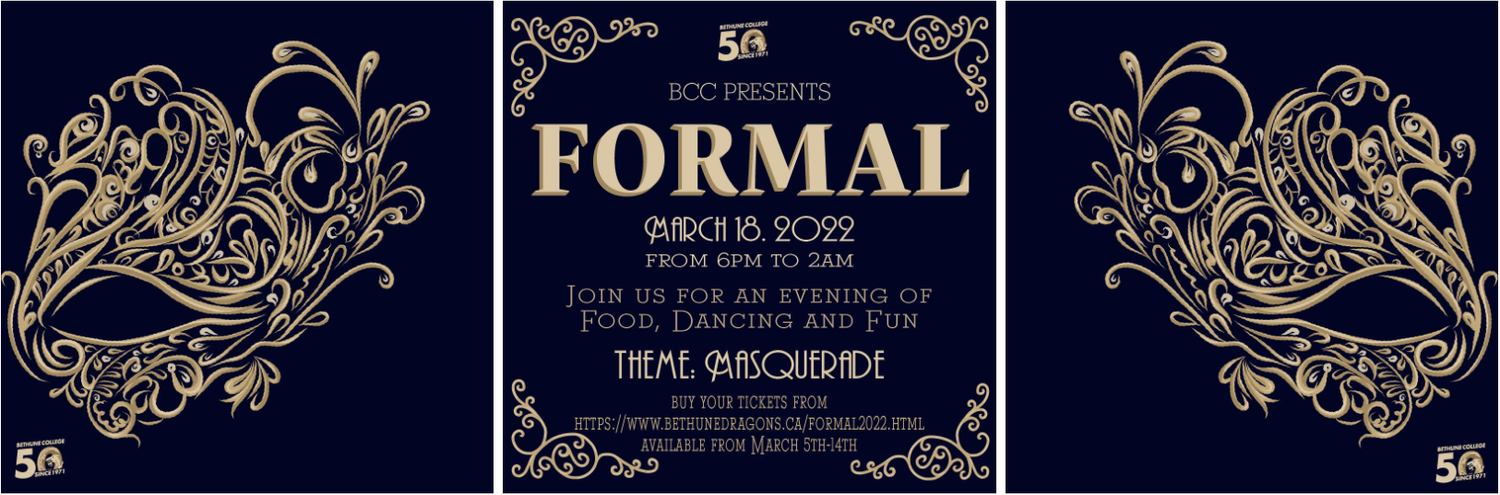 BETHUNE COLLEGE
50
SINCE 1971
BETHUNE COLLEGE
50
SINCE 1971
BCC PRESENTS
FORMAL
MARCH 18. 2022
FROM 6PM TO 2AM
JOIN US FOR AN EVENING OF
FOOD, DANCING AND FUN
THEME: MASQUERADE
BUY YOUR TICKETS FROM
HTTPS://WWW.BETHUNEDRAGONS.CA/FORMAL2022.HTML
AVAILABLE FROM MARCH 5TH-14TH
BETHUNE COLLEGE
50
SINCE 1971